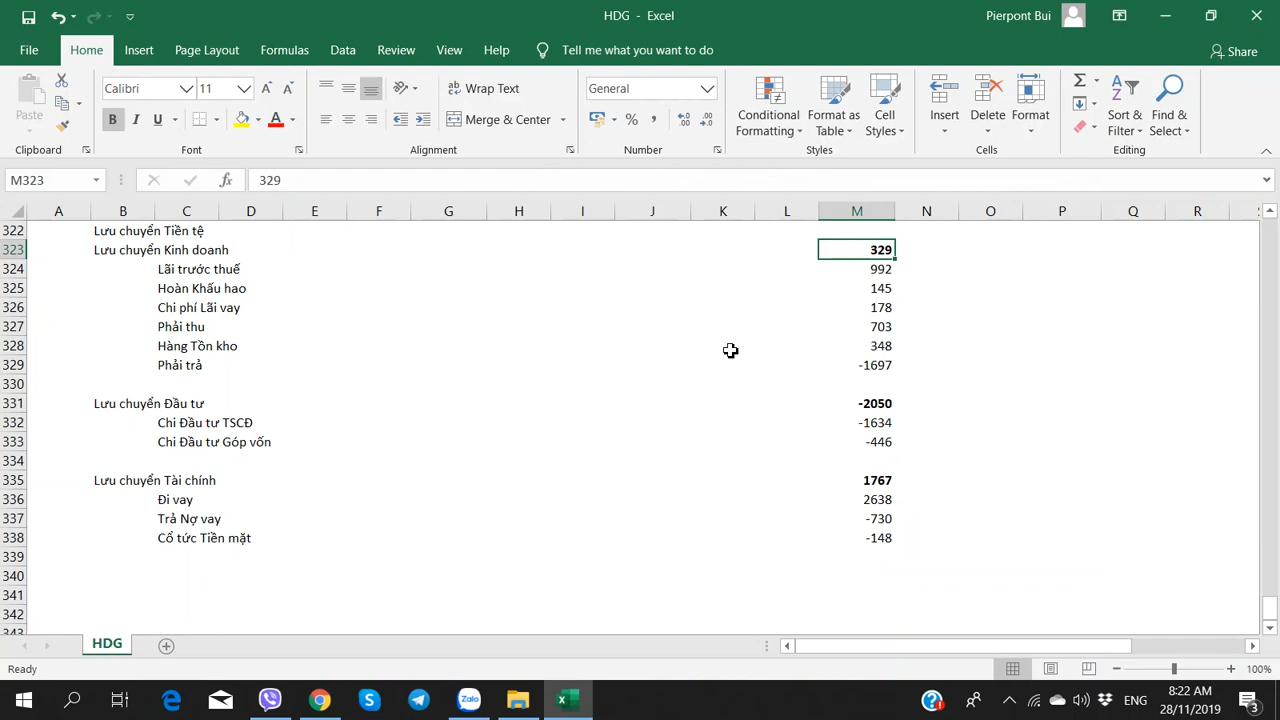 HDG - Excel
Pierpont Bui
File Home Insert Page Layout Formulas Data Review View Help Tell me what you want to do Share
Paste
Calibri 11
Wrap Text
General
Merge & Center
B I U A
Conditional Formatting
Format as Table
Cell Styles
Insert Delete Format
Sort & Filter
Find & Select
Clipboard Font Alignment Number Styles Cells Editing
M323 fx 329
A B C D E F G H I J K L M N O P Q R
322 Lưu chuyển Tiền tệ
323 Lưu chuyển Kinh doanh 329
324 Lãi trước thuế 992
325 Hoàn Khấu hao 145
326 Chi phí Lãi vay 178
327 Phải thu 703
328 Hàng Tồn kho 348
329 Phải trả -1697
330
331 Lưu chuyển Đầu tư -2050
332 Chi Đầu tư TSCĐ -1634
333 Chi Đầu tư Góp vốn -446
334
335 Lưu chuyển Tài chính 1767
336 Đi vay 2638
337 Trả Nợ vay -730
338 Cổ tức Tiền mặt -148
339
340
341
342
343
HDG
Ready 100%
Zalo
ENG
8:22 AM
28/11/2019
3